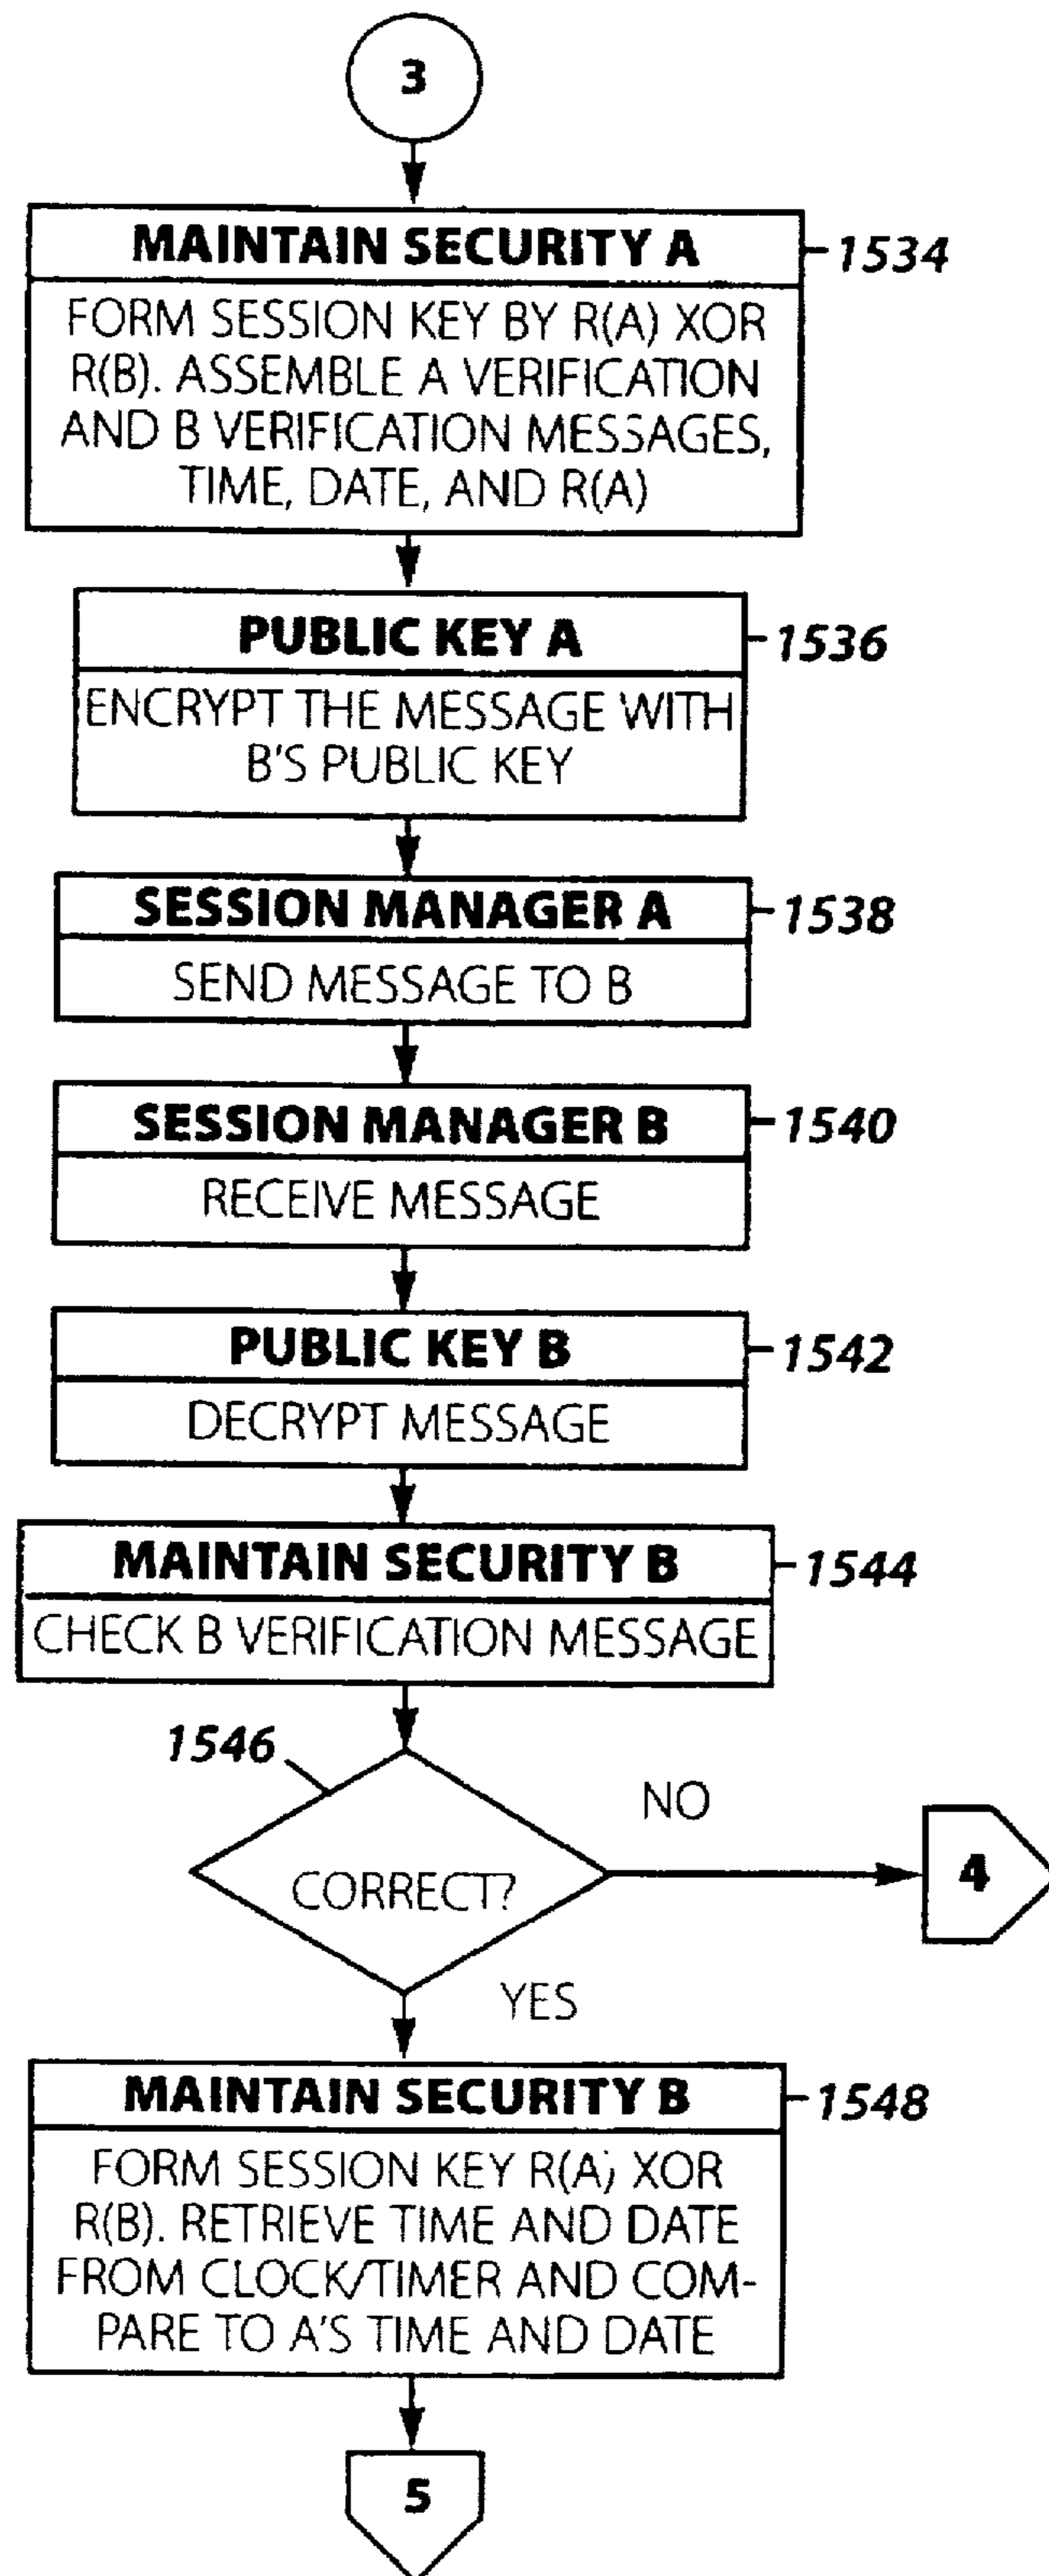 3
MAINTAIN SECURITY A
1534
FORM SESSION KEY BY R(A) XOR
R(B). ASSEMBLE A VERIFICATION
AND B VERIFICATION MESSAGES,
TIME, DATE, AND R(A)
PUBLIC KEY A
1536
ENCRYPT THE MESSAGE WITH
B'S PUBLIC KEY
SESSION MANAGER A
1538
SEND MESSAGE TO B
SESSION MANAGER B
1540
RECEIVE MESSAGE
PUBLIC KEY B
1542
DECRYPT MESSAGE
MAINTAIN SECURITY B
1544
CHECK B VERIFICATION MESSAGE
1546
NO
CORRECT?
4
YES
MAINTAIN SECURITY B
1548
FORM SESSION KEY R(A) XOR
R(B). RETRIEVE TIME AND DATE
FROM CLOCK/TIMER AND COM-
PARE TO A'S TIME AND DATE
5